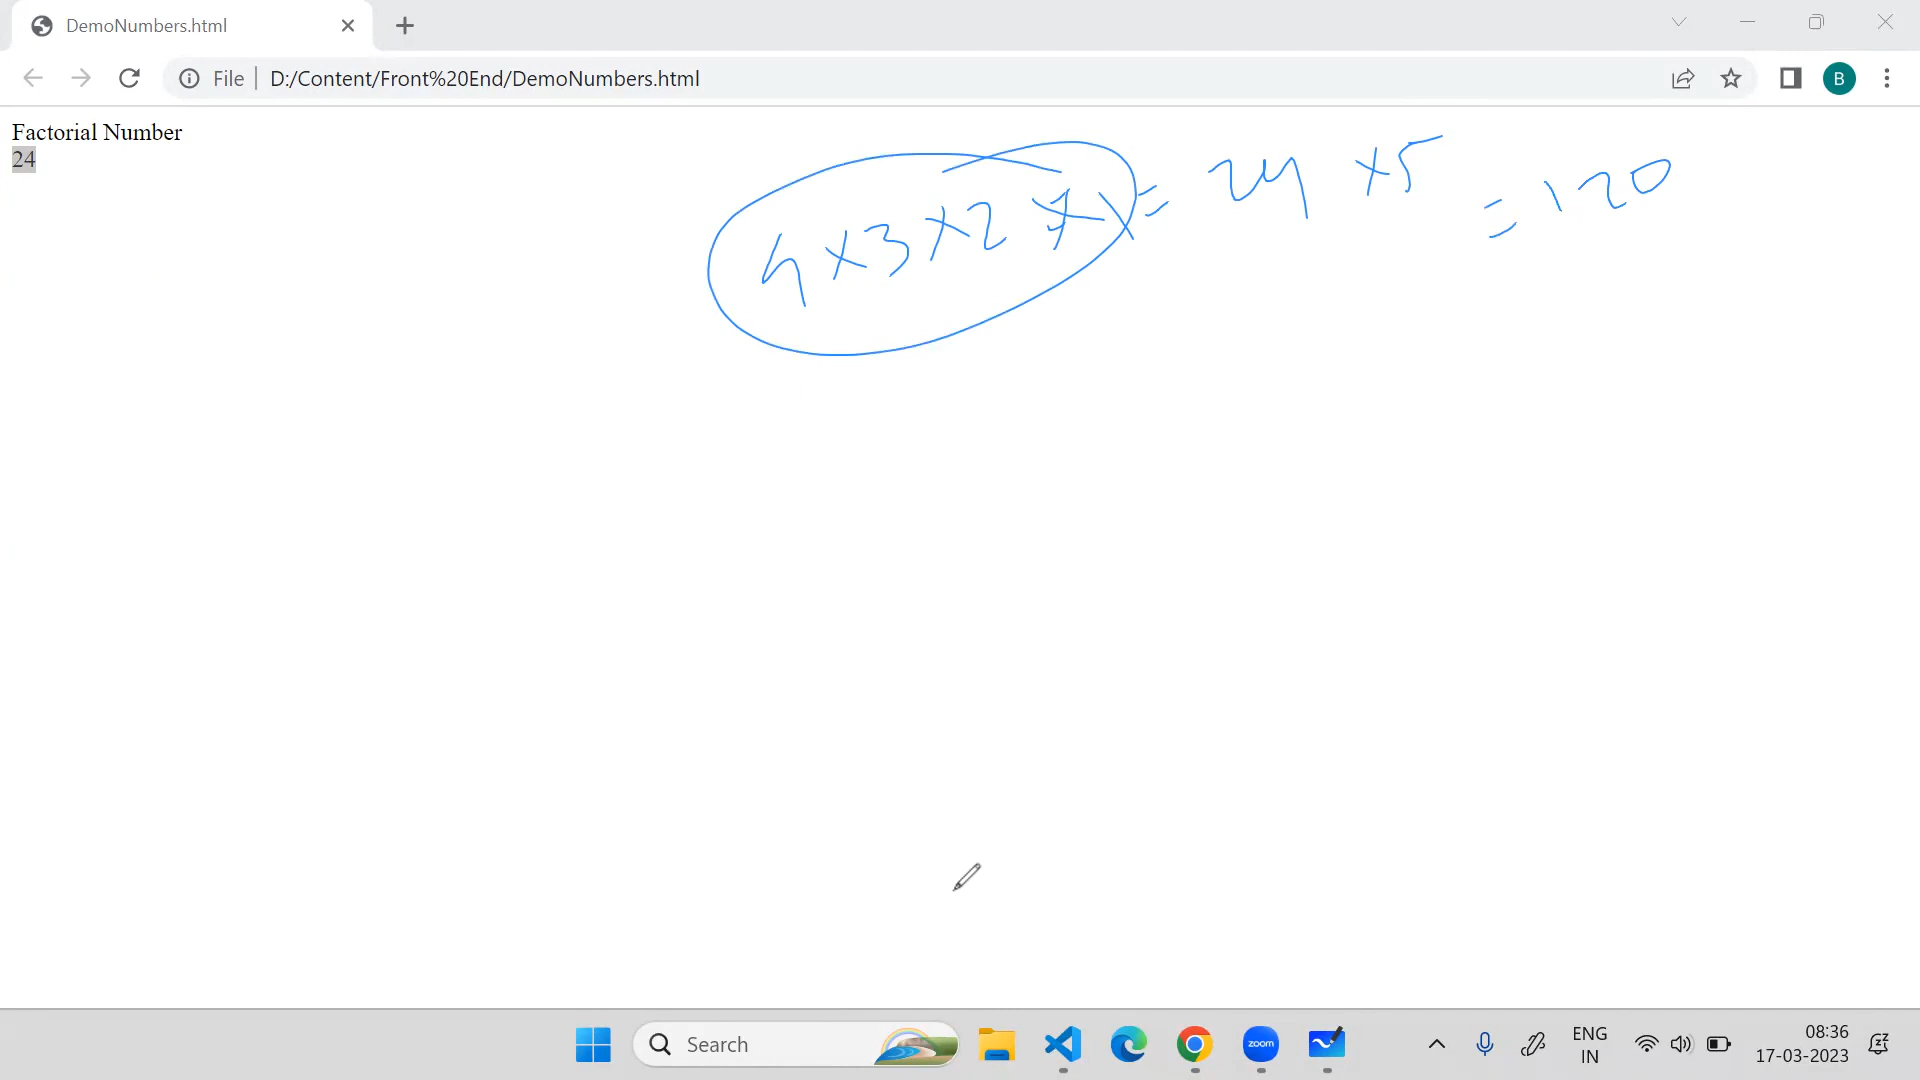 DemoNumbers.html
File D:/Content/Front%20End/DemoNumbers.html
B
Factorial Number
24
4 x 3 x 2 x 1 = 24 x 5
= 120
Search
zoom
ENG
IN
08:36
17-03-2023